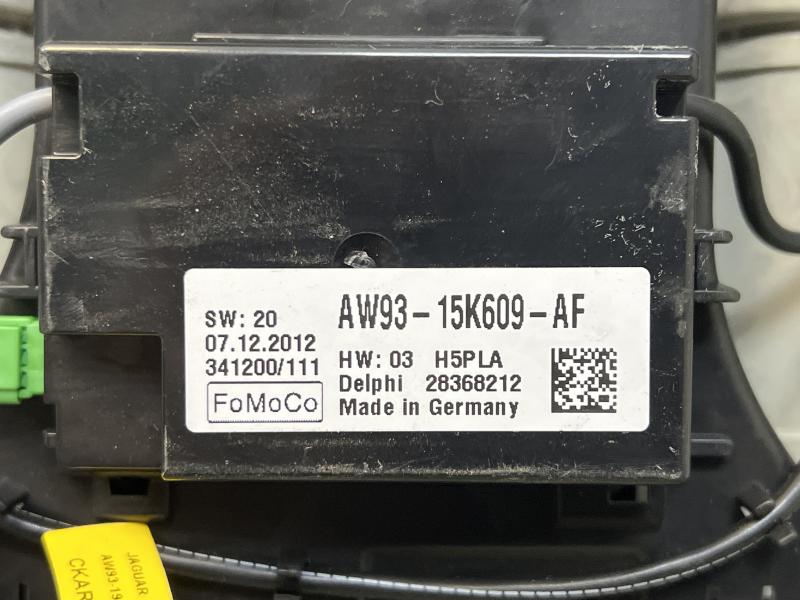 SW: 20
AW93-15K609-AF
07.12.2012
341200/111
HW: 03 H5PLA
Delphi 28368212
FoMoCo
Made in Germany
JAGUAR
AW93-19
CKAR